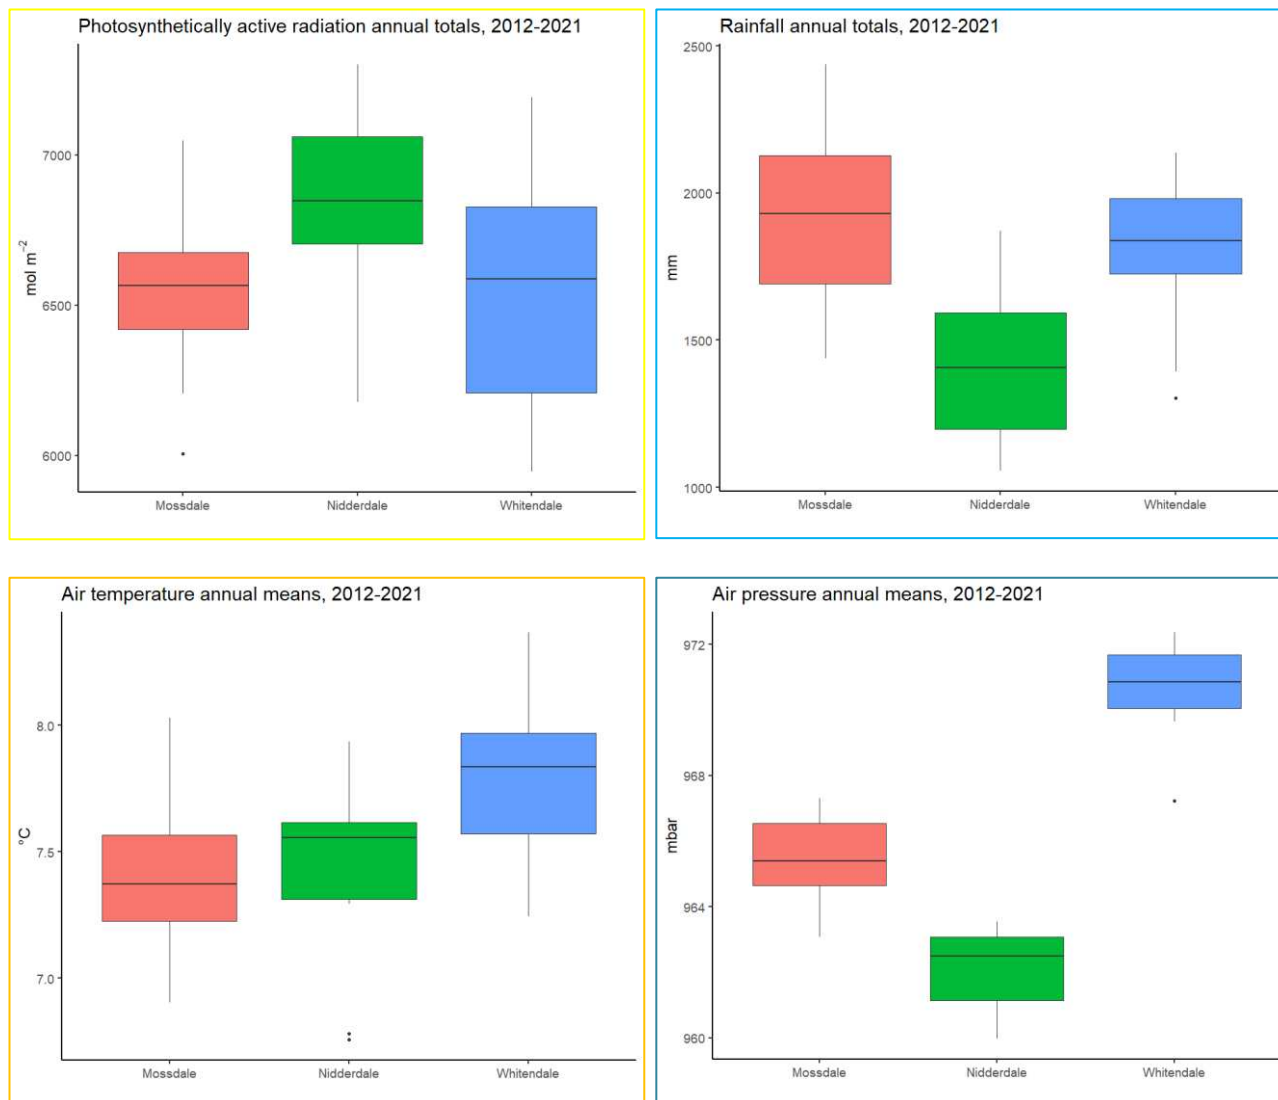 Photosynthetically active radiation annual totals, 2012-2021
7000
6500
6000
mol m⁻²
Mossdale Nidderdale Whitendale
Rainfall annual totals, 2012-2021
2500
2000
1500
1000
mm
Mossdale Nidderdale Whitendale
Air temperature annual means, 2012-2021
8.0
7.5
7.0
°C
Mossdale Nidderdale Whitendale
Air pressure annual means, 2012-2021
972
968
964
960
mbar
Mossdale Nidderdale Whitendale